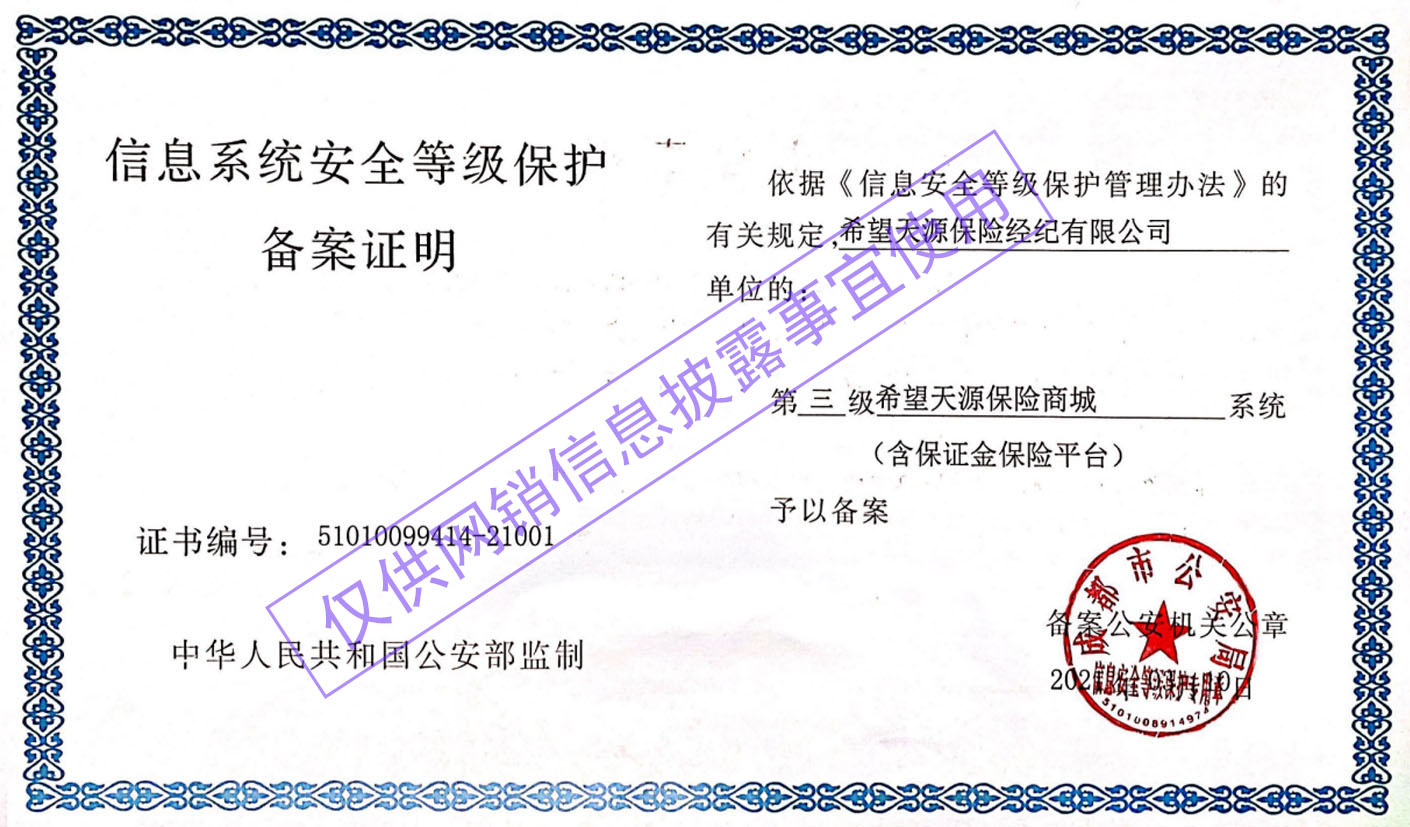 信息系统安全等级保护
备案证明
证书编号：51010099414-21001
中华人民共和国公安部监制
依据《信息安全等级保护管理办法》的
有关规定,希望天源保险经纪有限公司
单位的：
第三级希望天源保险商城系统
（含保证金保险平台）
予以备案
备案公安机关公章
202
0日
成都市公安局
信息安全等级保护专用章
5101008914974
仅供网销信息披露事宜使用